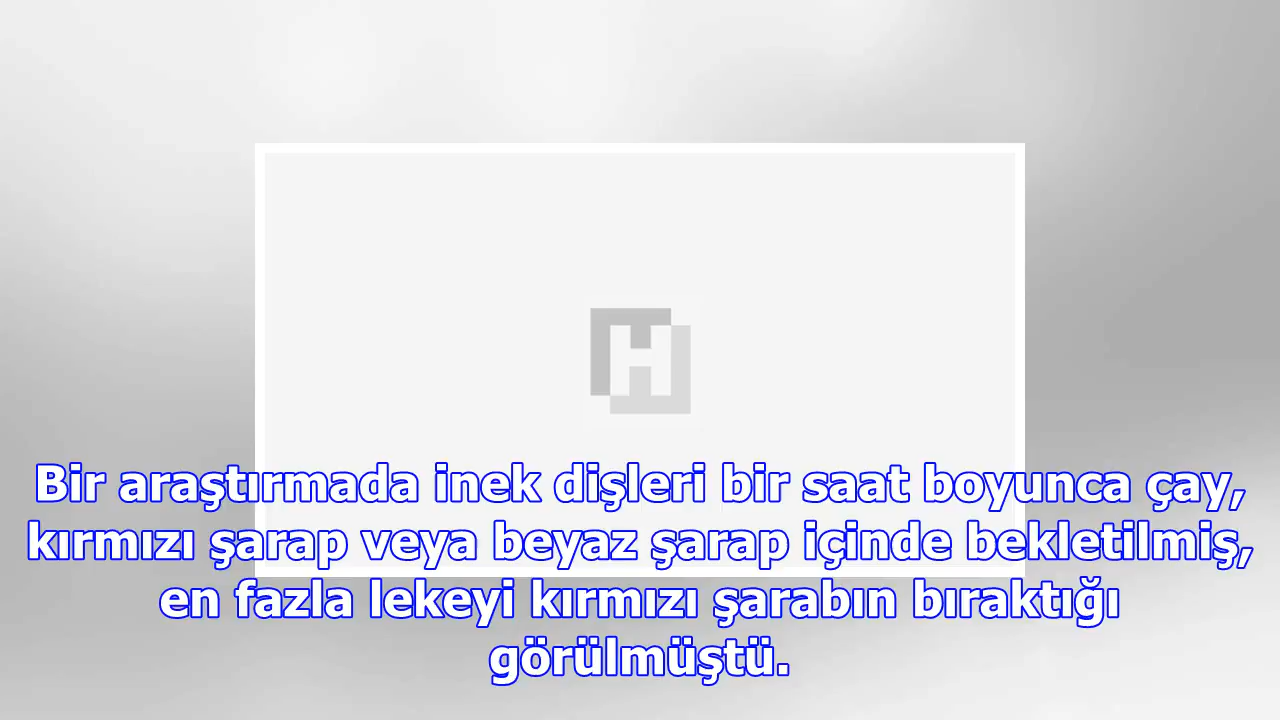 Bir araştırmada inek dişleri bir saat boyunca çay,
kırmızı şarap veya beyaz şarap içinde bekletilmiş,
en fazla lekeyi kırmızı şarabın bıraktığı
görülmüştü.